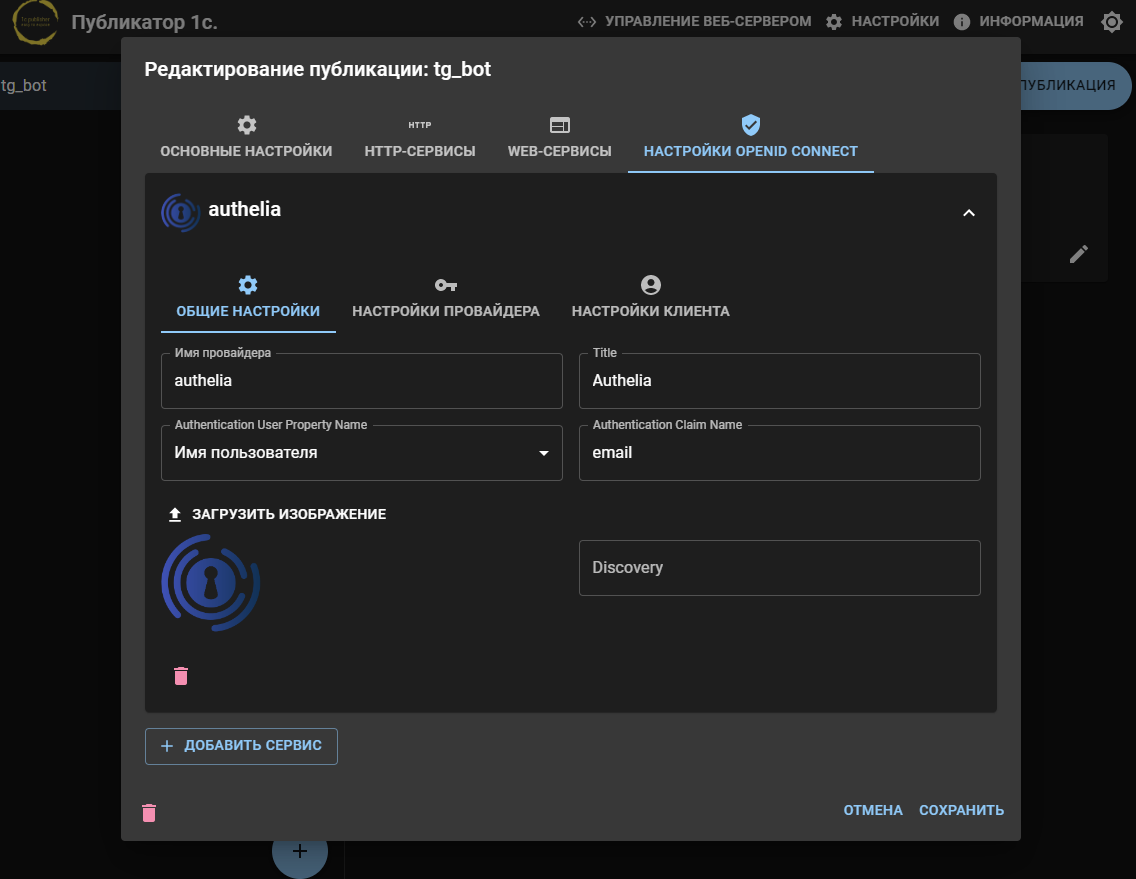 Публикатор 1с.
УПРАВЛЕНИЕ ВЕБ-СЕРВЕРОМ
НАСТРОЙКИ
ИНФОРМАЦИЯ
tg_bot
ПУБЛИКАЦИЯ
Редактирование публикации: tg_bot
HTTP
ОСНОВНЫЕ НАСТРОЙКИ
HTTP-СЕРВИСЫ
WEB-СЕРВИСЫ
НАСТРОЙКИ OPENID CONNECT
authelia
ОБЩИЕ НАСТРОЙКИ
НАСТРОЙКИ ПРОВАЙДЕРА
НАСТРОЙКИ КЛИЕНТА
Имя провайдера
authelia
Title
Authelia
Authentication User Property Name
Имя пользователя
Authentication Claim Name
email
ЗАГРУЗИТЬ ИЗОБРАЖЕНИЕ
Discovery
ДОБАВИТЬ СЕРВИС
ОТМЕНА
СОХРАНИТЬ